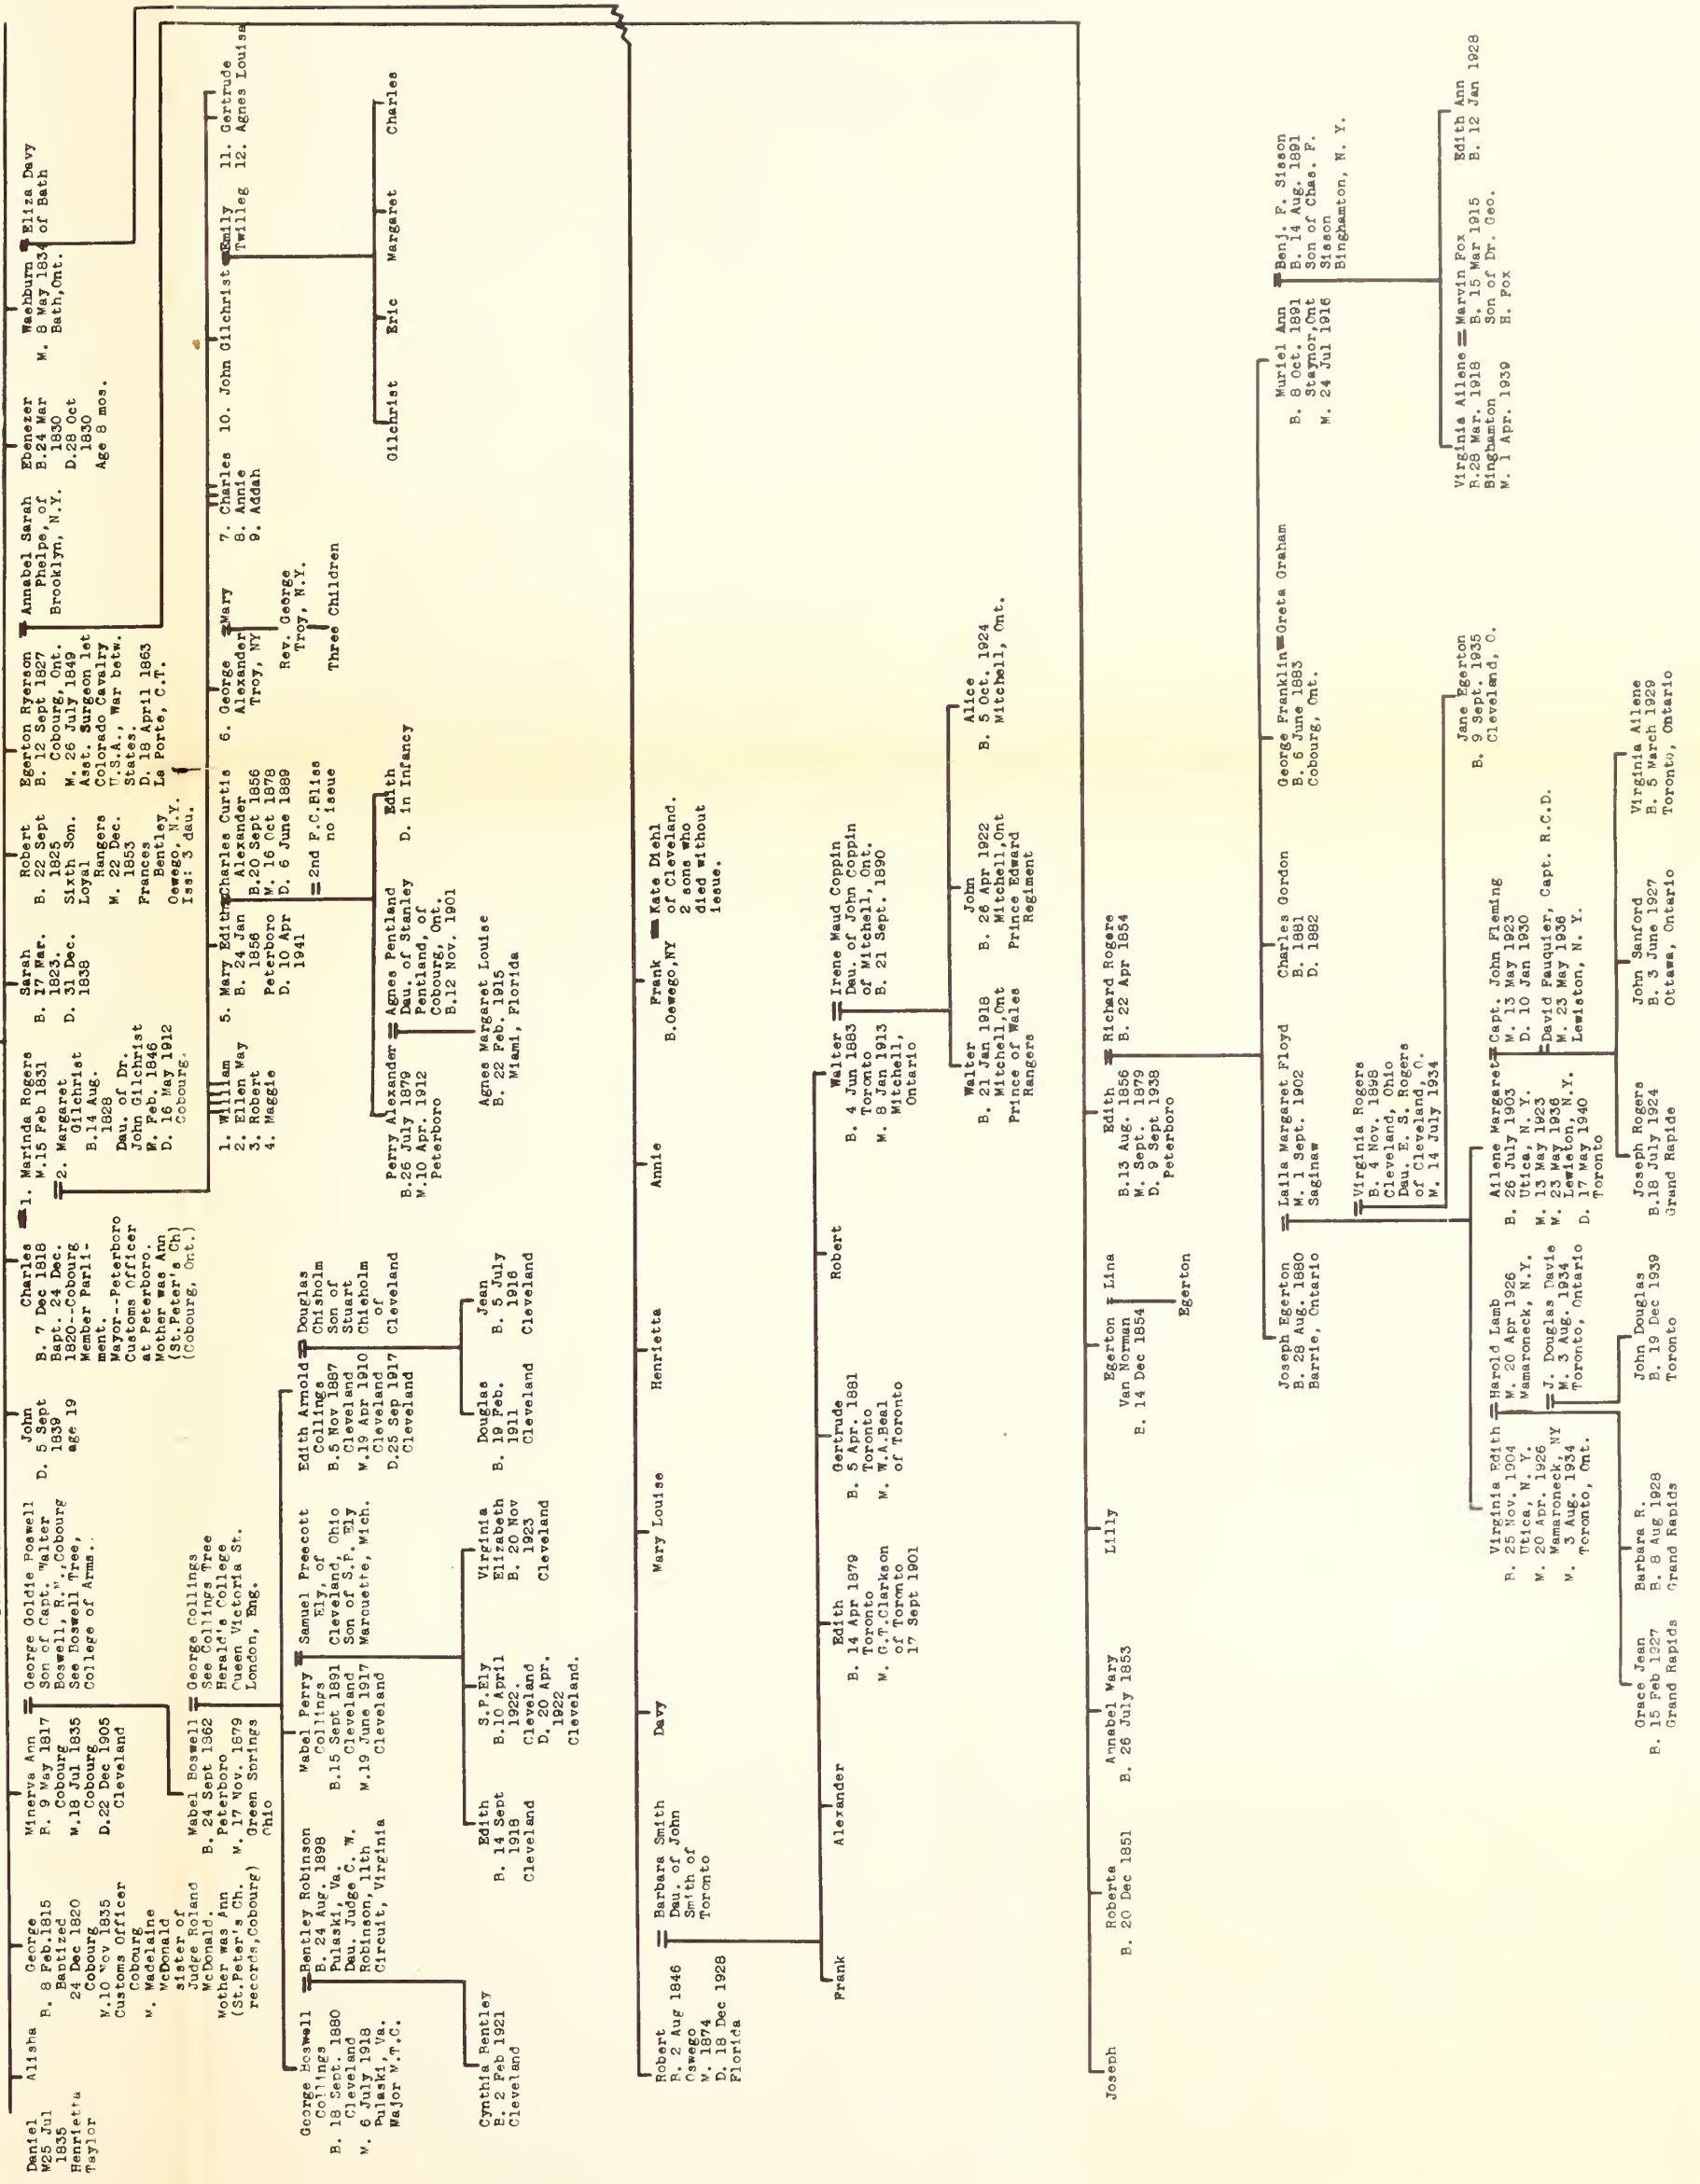 Daniel
M25 Jul
1835
Henrietta
Taylor
Alisha
George
B. 8 Feb.1815
Baptized
24 Dec 1820
Cobourg
M.10 Nov 1835
Customs Officer
Cobourg
M. Madelaine
McDonald
sister of
Judge Roland
McDonald.
Mother was Ann
(St.Peter's Ch.
records,Cobourg)
Minerva Ann
B. 9 May 1817
Cobourg
M.18 Jul 1835
Cobourg
D.22 Dec 1905
Cleveland
= George Goldie Boswell
Son of Capt. Walter
Boswell, R.N., Cobourg
See Boswell Tree,
College of Arms..
John
D. 5 Sept
1839
age 19
Charles
B. 7 Dec 1818
Bapt. 24 Dec.
1820--Cobourg
Member Parli-
ment.
Mayor--Peterboro
Customs Officer
at Peterboro.
Mother was Ann
(St.Peter's Ch)
(Cobourg, Ont.)
= 1. Marinda Rogers
M.15 Feb 1831
= 2. Margaret
Gilchrist
B.14 Aug.
1828
Dau. of Dr.
John Gilchrist
M. Feb. 1846
D. 16 May 1912
Cobourg.
Sarah
B. 17 Mar.
1823.
D. 31 Dec.
1838
Robert
B. 22 Sept
1825
Sixth Son.
Loyal
Rangers
M. 22 Dec.
1853
Frances
Bentley
Oswego, N.Y.
Iss: 3 dau.
Egerton Ryerson
B. 12 Sept 1827
Cobourg, Ont.
M. 26 July 1849
Asst. Surgeon 1st
Colorado Cavalry
U.S.A., War betw.
States.
D. 18 April 1863
La Porte, C.T.
= Annabel Sarah
Phelps, of
Brooklyn, N.Y.
Ebenezer
B.24 Mar
1830
D.28 Oct
1830
Age 8 mos.
Washburn
M. 8 May 1834
Bath,Ont.
= Eliza Davy
of Bath
Mabel Boswell
B. 24 Sept 1862
Peterboro
M. 17 Nov. 1879
Green Springs
Ohio
= George Collings
See Collings Tree
Herald's College
Queen Victoria St.
London, Eng.
1. William
2. Ellen May
3. Robert
4. Maggie
5. Mary Edith
B. 24 Jan
1856
Peterboro
D. 10 Apr
1941
= Charles Curtis
Alexander
B.20 Sept 1856
M. 16 Oct 1878
D. 6 June 1889
= 2nd F.C.Bliss
no issue
6. George
Alexander
Troy, NY
= Mary
Rev. George
Troy, N.Y.
Three Children
7. Charles
8. Annie
9. Addah
10. John Gilchrist
= Emily
Twilleg
11. Gertrude
12. Agnes Louisa
George Boswell
Collings
B. 18 Sept. 1880
Cleveland
M. 6 July 1918
Pulaski, Va.
Major M.T.C.
= Bentley Robinson
B. 24 Aug. 1898
Pulaski, Va.
Dau. Judge C. W.
Robinson, 11th
Circuit, Virginia
Mabel Perry
Collings
B.15 Sept 1891
Cleveland
M.19 June 1917
Cleveland
= Samuel Prescott
Ely, of
Cleveland, Ohio
Son of S.P. Ely
Marquette, Mich.
Edith Arnold
Collings
B.5 Nov 1887
Cleveland
M.19 Apr 1910
Cleveland
D.25 Sep 1917
Cleveland
= Douglas
Chisholm
Son of
Stuart
Chisholm
of
Cleveland
Perry Alexander
B.26 July 1879
M.10 Apr. 1912
Peterboro
= Agnes Pentland
Dau. of Stanley
Pentland, of
Cobourg, Ont.
B.12 Nov. 1901
Edith
D. in Infancy
Gilchrist
Eric
Margaret
Charles
Cynthia Bentley
B. 2 Feb 1921
Cleveland
Edith
B. 14 Sept
1918
Cleveland
S.P.Ely
B.10 April
1922.
Cleveland
D. 20 Apr.
1922
Cleveland.
Virginia
Elizabeth
B. 20 Nov
1923
Cleveland
Douglas
B. 19 Feb.
1911
Cleveland
Jean
B. 5 July
1916
Cleveland
Agnes Margaret Louise
B. 22 Feb. 1915
Miami, Florida
Robert
B. 2 Aug 1846
Oswego
M. 1874
D. 18 Dec 1928
Florida
= Barbara Smith
Dau. of John
Smith of
Toronto
Davy
Mary Louise
Henrietta
Annie
Frank
B.Oswego,NY
= Kate Diehl
of Cleveland.
2 sons who
died without
issue.
Frank
Alexander
Edith
B. 14 Apr 1879
Toronto
M. G.T.Clarkson
of Toronto
17 Sept 1901
Gertrude
B. 5 Apr. 1881
Toronto
M. W.A.Beal
of Toronto
Robert
Walter
B. 4 Jun 1883
Toronto
M. 8 Jan 1913
Mitchell,
Ontario
= Irene Maud Coppin
Dau. of John Coppin
of Mitchell, Ont.
B. 21 Sept. 1890
Walter
B. 21 Jan 1918
Mitchell,Ont
Prince of Wales
Rangers
John
B. 26 Apr 1922
Mitchell,Ont
Prince Edward
Regiment
Alice
B. 5 Oct. 1924
Mitchell, Ont.
Joseph
Roberta
B. 20 Dec 1851
Annabel Mary
B. 26 July 1853
Lilly
Egerton
Van Norman
B. 14 Dec 1854
= Lina
Egerton
Edith
B.13 Aug. 1856
M. Sept. 1879
D. 9 Sept 1938
Peterboro
= Richard Rogers
B. 22 Apr 1854
Joseph Egerton
B. 28 Aug. 1880
Barrie, Ontario
= Laila Margaret Floyd
M. 1 Sept. 1902
Saginaw
= Virginia Rogers
B. 4 Nov. 1898
Cleveland, Ohio
Dau. E. S. Rogers
of Cleveland, O.
M. 14 July 1934
Charles Gordon
B. 1881
D. 1882
George Franklin
B. 6 June 1883
Cobourg, Ont.
= Greta Graham
Muriel Ann
B. 8 Oct. 1891
Staynor,Ont
M. 24 Jul 1916
= Benj. F. Sisson
B. 14 Aug. 1891
Son of Chas. F.
Sisson
Binghamton, N. Y.
Virginia Edith
B. 25 Nov. 1904
Utica, N. Y.
M. 20 Apr. 1926
Mamaroneck, NY
M. 3 Aug. 1934
Toronto, Ont.
= Harold Lamb
M. 20 Apr 1926
Mamaroneck, N.Y.
= J. Douglas Davis
M. 3 Aug. 1934
Toronto, Ontario
Ailene Margaret
B. 26 July 1903
Utica, N. Y.
M. 13 May 1923
M. 23 May 1936
Lewiston, N.Y.
D. 17 May 1940
Toronto
= Capt. John Fleming
M. 13 May 1923
D. 10 Jan 1930
= David Fauquier, Capt. R.C.D.
M. 23 May 1936
Lewiston, N. Y.
Jane Egerton
B. 9 Sept. 1935
Cleveland, O.
Virginia Ailene
B.28 Mar. 1918
Binghamton
M. 1 Apr. 1939
= Marvin Fox
B. 15 Mar 1915
Son of Dr. Geo.
H. Fox
Edith Ann
B. 12 Jan 1928
Grace Jean
B. 15 Feb 1927
Grand Rapids
Barbara R.
B. 8 Aug 1928
Grand Rapids
John Douglas
B. 19 Dec 1939
Toronto
Joseph Rogers
B.18 July 1924
Grand Rapids
John Sanford
B. 3 June 1927
Ottawa, Ontario
Virginia Ailene
B. 5 March 1929
Toronto, Ontario